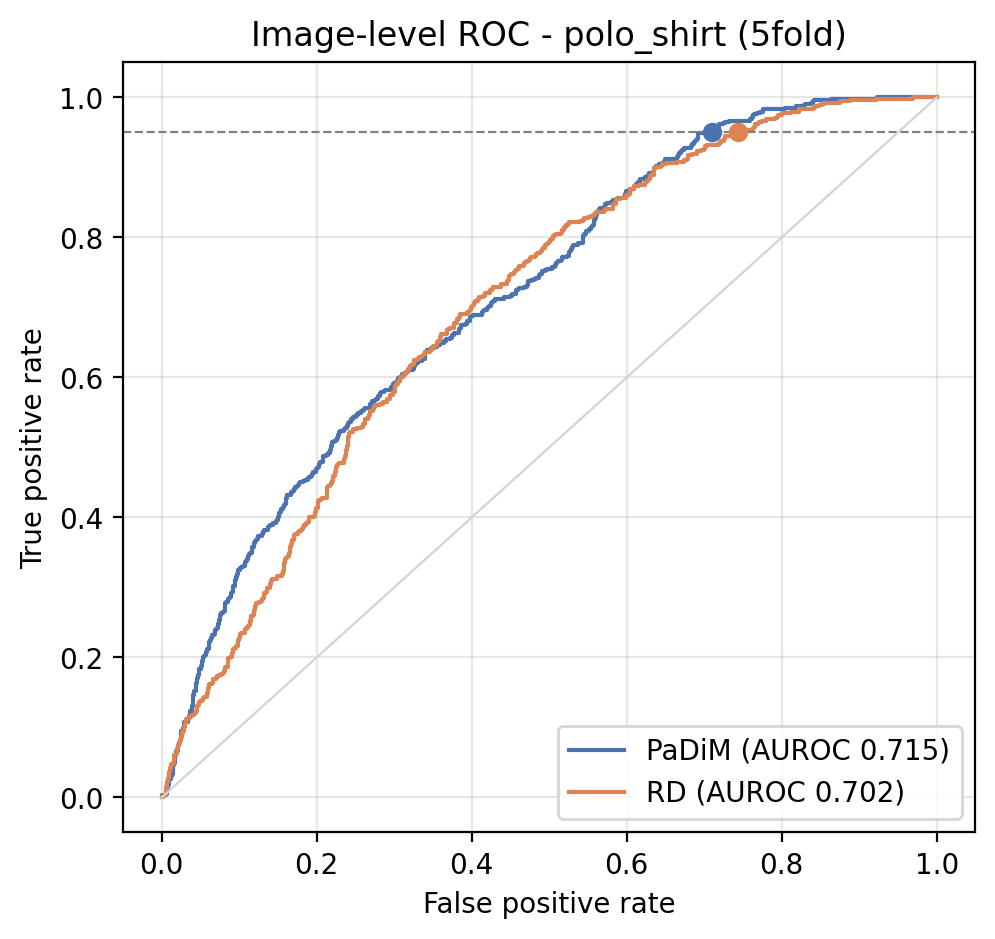 Image-level ROC - polo_shirt (5fold)
True positive rate
1.0
0.8
0.6
0.4
0.2
0.0
0.0 0.2 0.4 0.6 0.8 1.0
False positive rate
PaDiM (AUROC 0.715)
RD (AUROC 0.702)